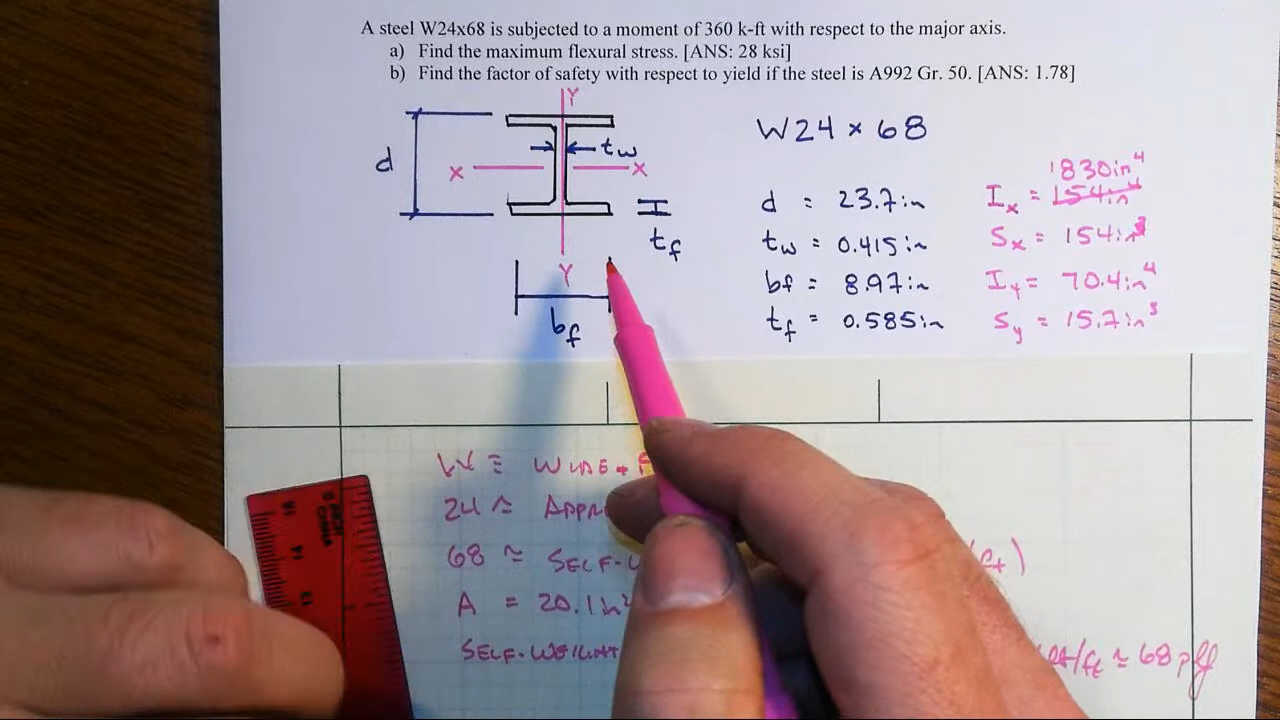 A steel W24x68 is subjected to a moment of 360 k-ft with respect to the major axis.
a) Find the maximum flexural stress. [ANS: 28 ksi]
b) Find the factor of safety with respect to yield if the steel is A992 Gr. 50. [ANS: 1.78]
Y
d
tw
X
X
tf
Y
bf
W24 × 68
d = 23.7in
tw = 0.415in
bf = 8.97in
tf = 0.585in
1830in⁴
Ix = 154in⁴
Sx = 154in³
Iy = 70.4in⁴
Sy = 15.7in³
W ≡ WIDE-F
24 ≈ APPR
68 ≈ SELF-
A = 20.1in²
SELF-WEIGHT
/ft ≈ 68 plf